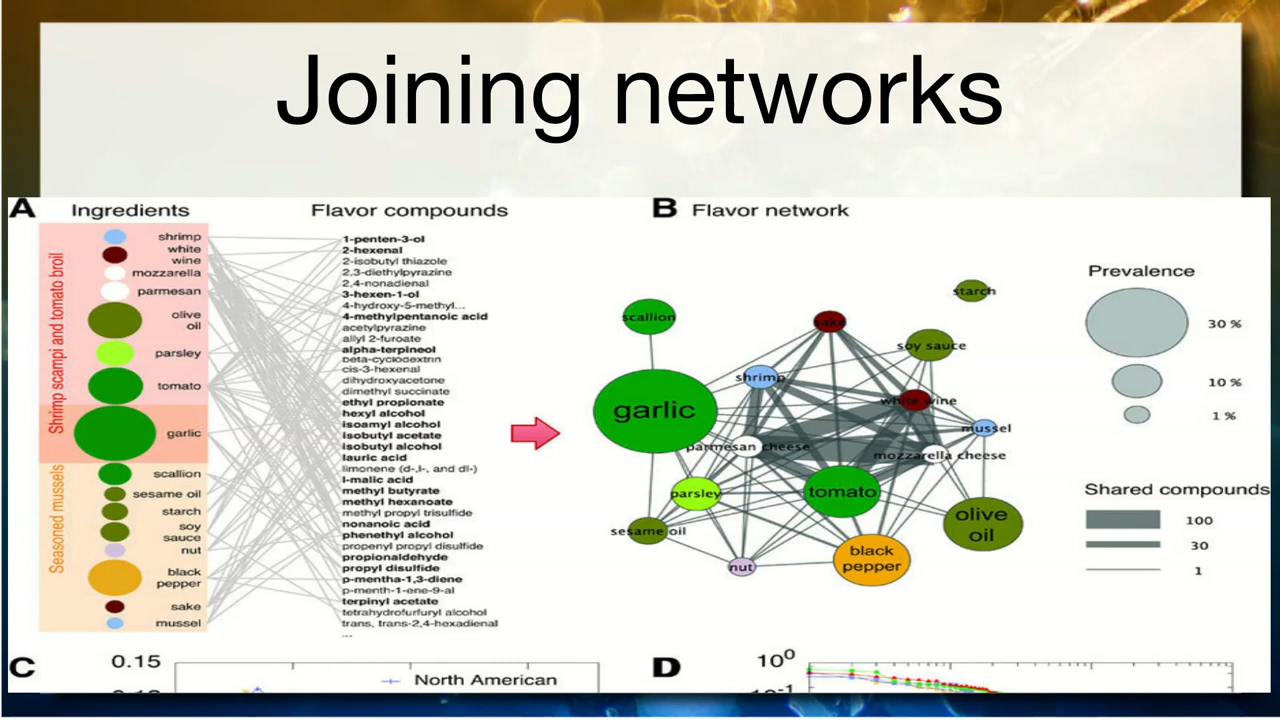 Joining networks
A
Ingredients
Flavor compounds
shrimp
white
wine
mozzarella
parmesan
olive
oil
parsley
tomato
garlic
scallion
sesame oil
starch
soy
sauce
nut
black
pepper
sake
mussel
Shrimp scampi and tomato broil
Seasoned mussels
1-penten-3-ol
2-hexenal
2-isobutyl thiazole
2,3-diethylpyrazine
2,4-nonadienal
3-hexen-1-ol
4-hydroxy-5-methyl...
4-methylpentanoic acid
acetylpyrazine
allyl 2-furoate
alpha-terpineol
beta-cyclodextrin
cis-3-hexenal
dihydroxyacetone
dimethyl succinate
ethyl propionate
hexyl alcohol
isoamyl alcohol
isobutyl acetate
isobutyl alcohol
lauric acid
limonene (d-,l-, and dl-)
l-malic acid
methyl butyrate
methyl hexanoate
methyl propyl trisulfide
nonanoic acid
phenethyl alcohol
propenyl propyl disulfide
propionaldehyde
propyl disulfide
p-mentha-1,3-diene
p-menth-1-ene-9-al
terpinyl acetate
tetrahydrofurfuryl alcohol
trans, trans-2,4-hexadienal
...
B
Flavor network
starch
scallion
sake
soy sauce
shrimp
garlic
white wine
mussel
parmesan cheese
mozzarella cheese
parsley
tomato
sesame oil
olive
oil
nut
black
pepper
Prevalence
30 %
10 %
1 %
Shared compounds
100
30
1
C
0.15
North American
D
10⁰
10⁻¹